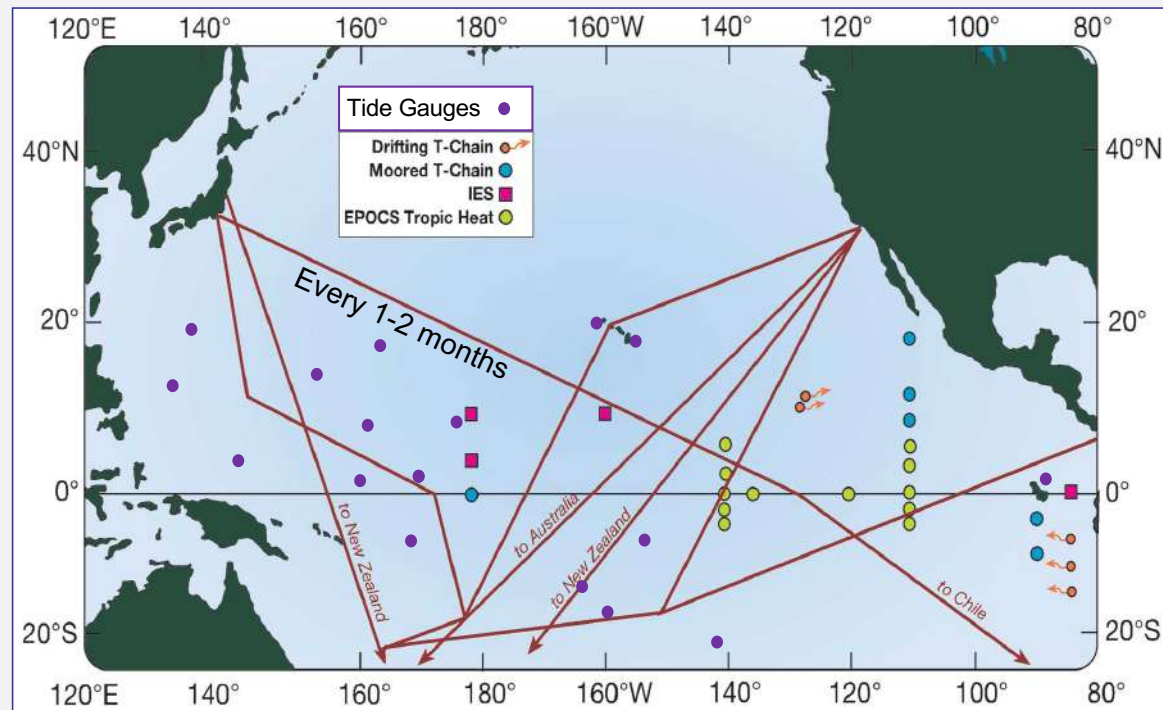 120°E 140° 160° 180° 160°W 140° 120° 100° 80°
Tide Gauges
Drifting T-Chain
Moored T-Chain
IES
EPOCS Tropic Heat
40°N 40°N
Every 1-2 months
20° 20°
0° 0°
to New Zealand
to Australia
to New Zealand
to Chile
20°S 20°S
120°E 140° 160° 180° 160°W 140° 120° 100° 80°